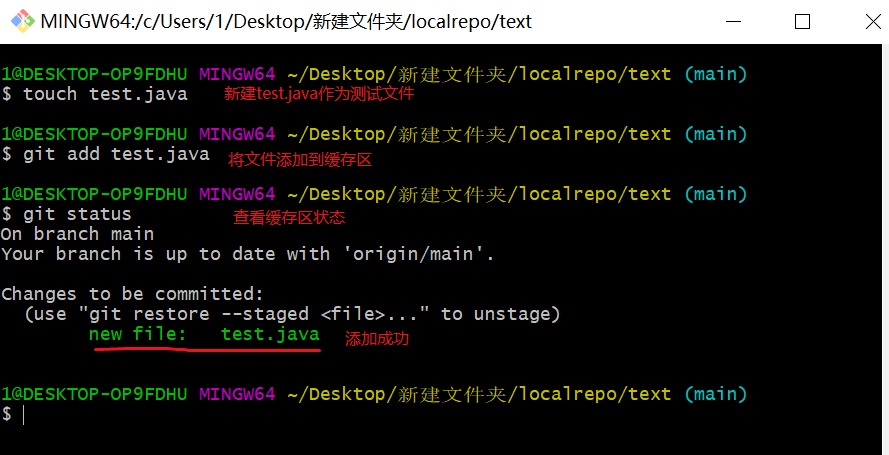 MINGW64:/c/Users/1/Desktop/新建文件夹/localrepo/text
1@DESKTOP-OP9FDHU MINGW64 ~/Desktop/新建文件夹/localrepo/text (main)
$ touch test.java 新建test.java作为测试文件
1@DESKTOP-OP9FDHU MINGW64 ~/Desktop/新建文件夹/localrepo/text (main)
$ git add test.java 将文件添加到缓存区
1@DESKTOP-OP9FDHU MINGW64 ~/Desktop/新建文件夹/localrepo/text (main)
$ git status 查看缓存区状态
On branch main
Your branch is up to date with 'origin/main'.
Changes to be committed:
(use "git restore --staged <file>..." to unstage)
new file: test.java 添加成功
1@DESKTOP-OP9FDHU MINGW64 ~/Desktop/新建文件夹/localrepo/text (main)
$